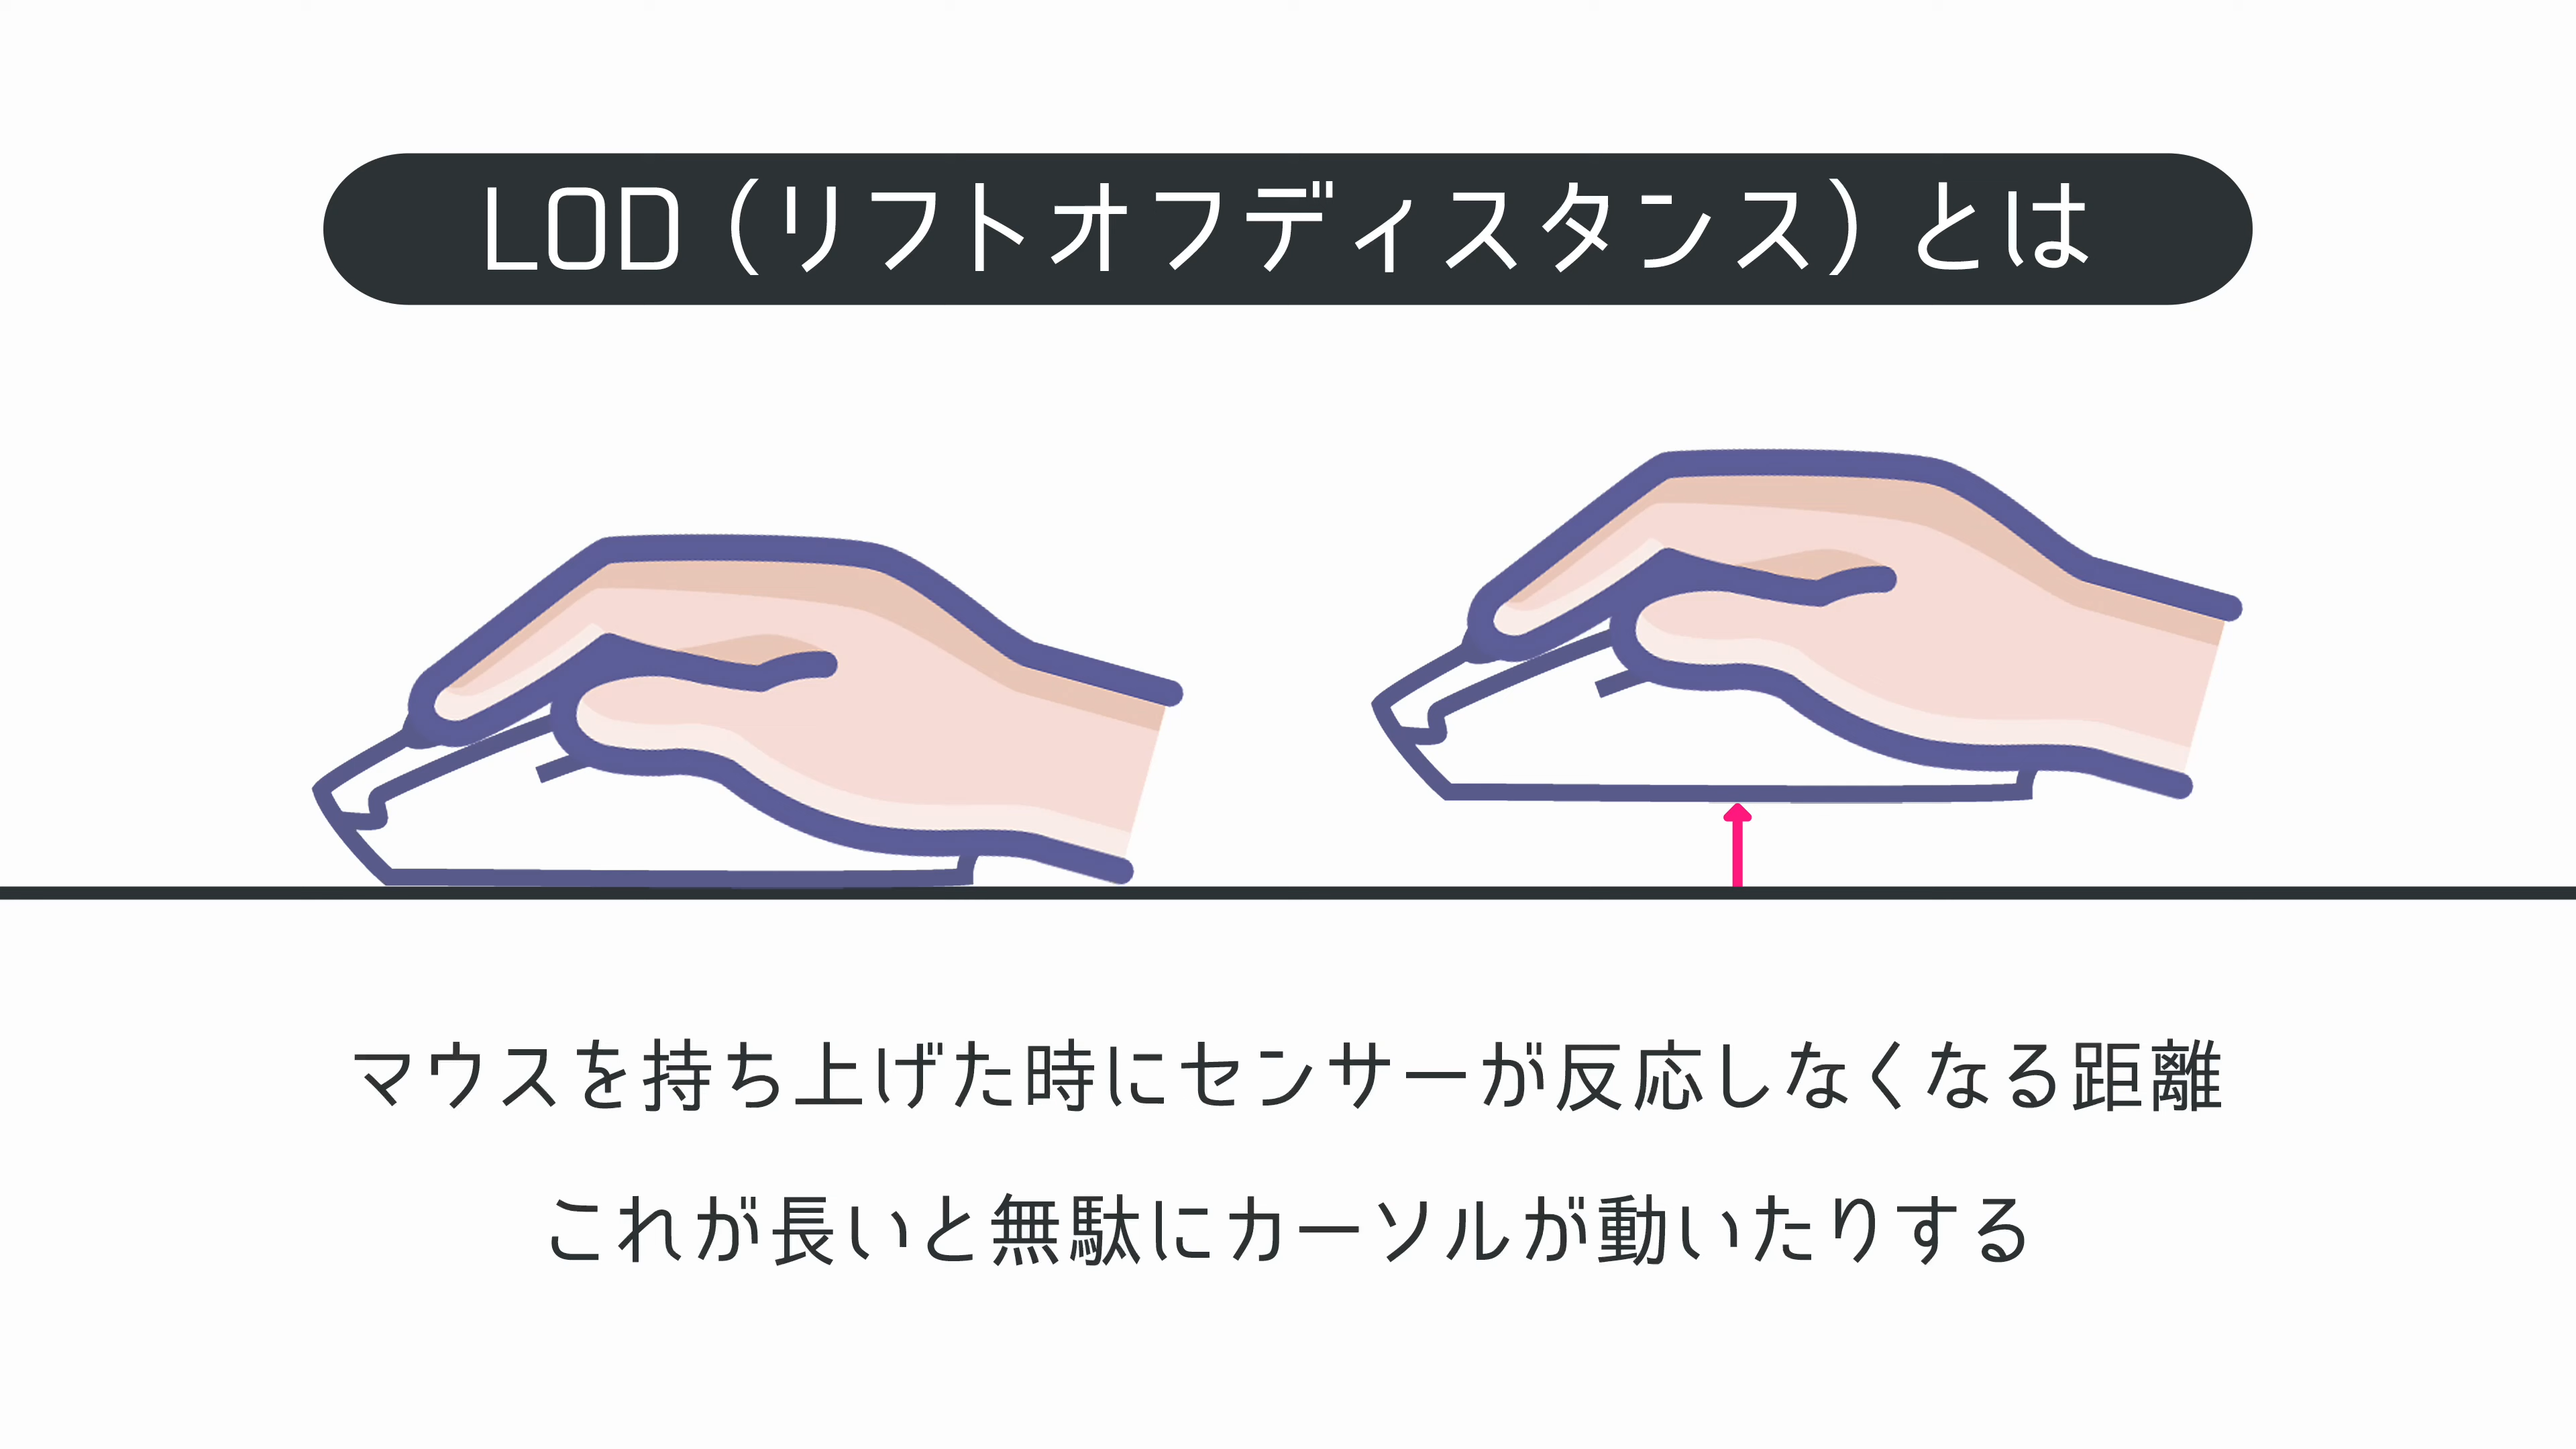 LOD（リフトオフディスタンス）とは
マウスを持ち上げた時にセンサーが反応しなくなる距離
これが長いと無駄にカーソルが動いたりする